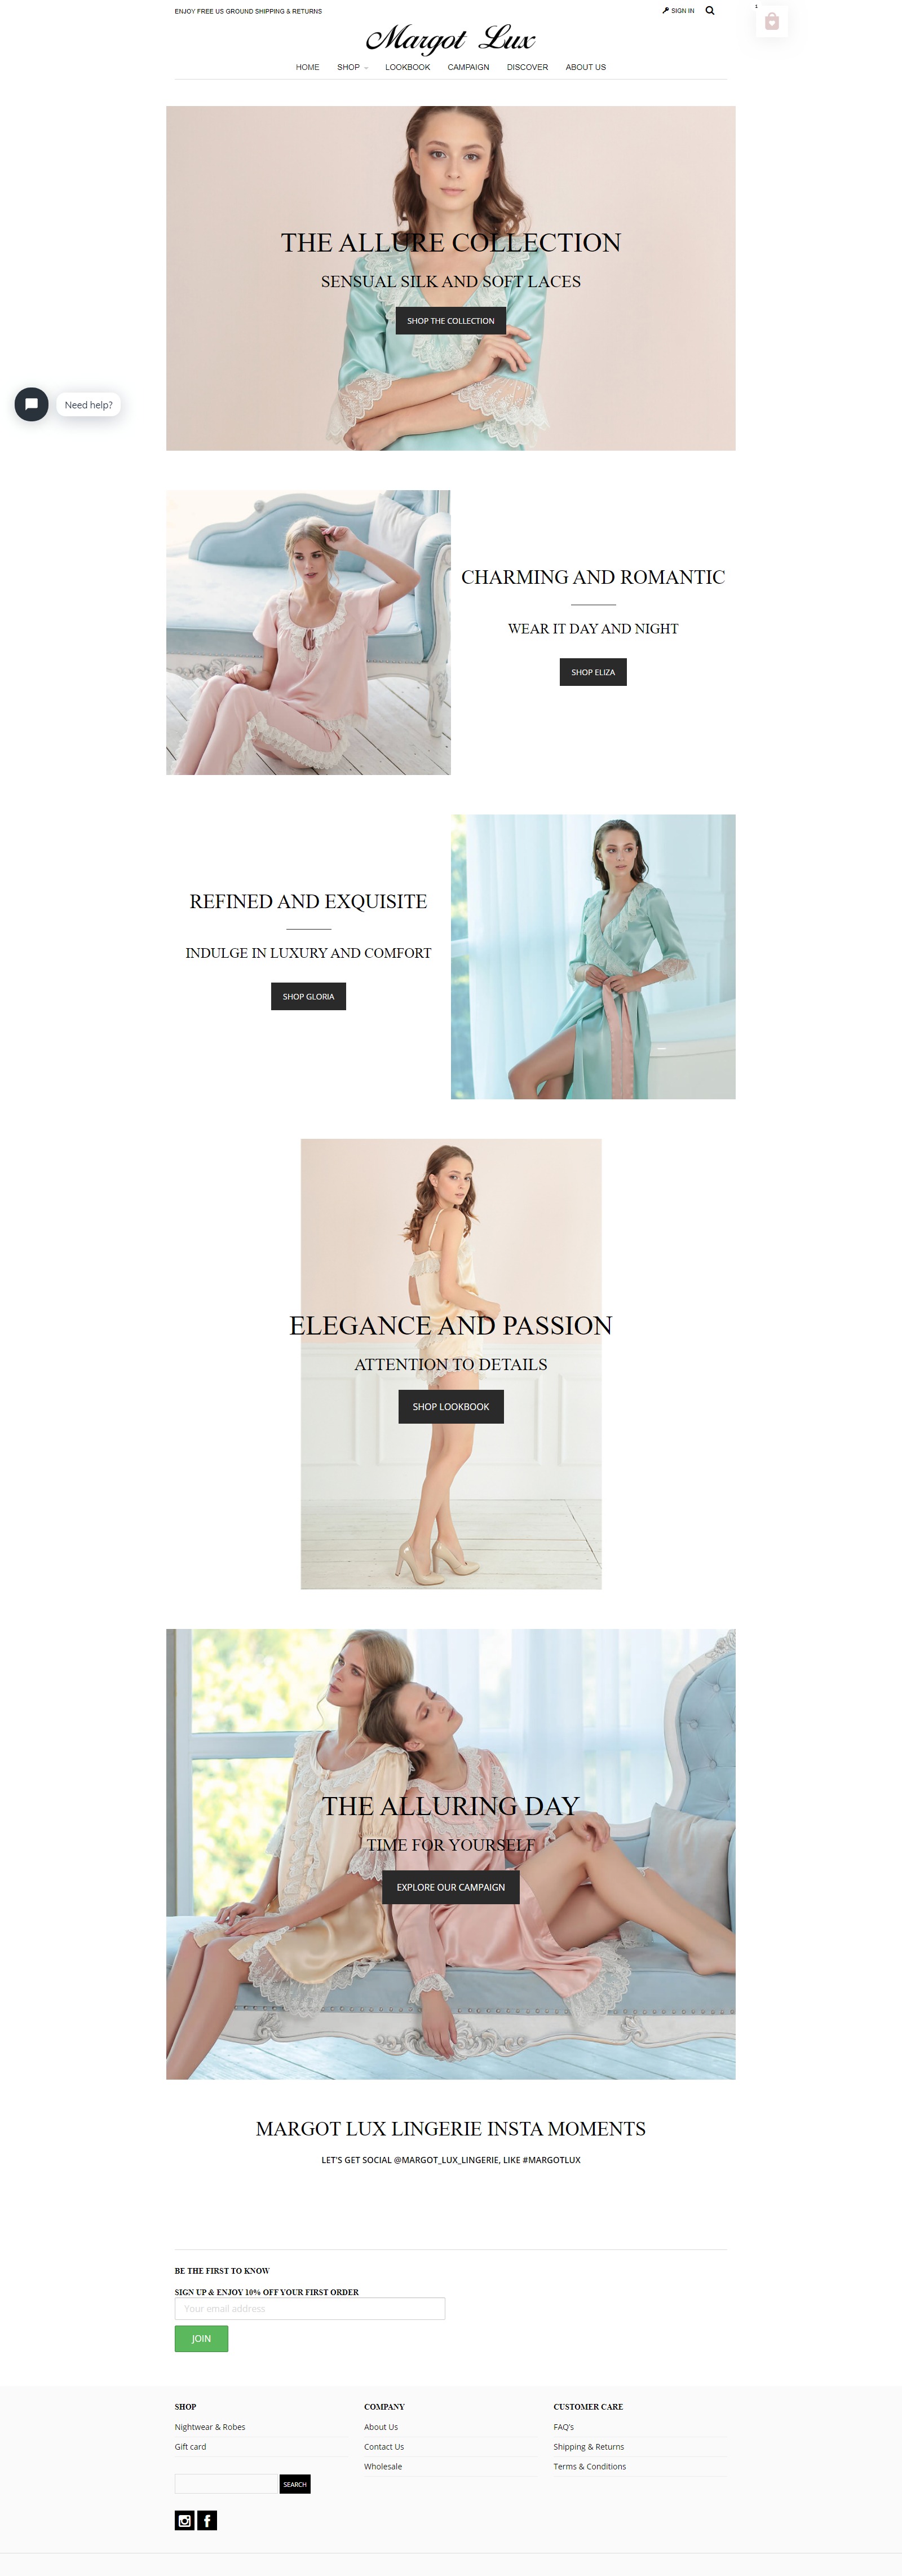 ENJOY FREE US GROUND SHIPPING & RETURNS
SIGN IN
1
Margot Lux
HOME SHOP LOOKBOOK CAMPAIGN DISCOVER ABOUT US
THE ALLURE COLLECTION
SENSUAL SILK AND SOFT LACES
SHOP THE COLLECTION
Need help?
CHARMING AND ROMANTIC
WEAR IT DAY AND NIGHT
SHOP ELIZA
REFINED AND EXQUISITE
INDULGE IN LUXURY AND COMFORT
SHOP GLORIA
ELEGANCE AND PASSION
ATTENTION TO DETAILS
SHOP LOOKBOOK
THE ALLURING DAY
TIME FOR YOURSELF
EXPLORE OUR CAMPAIGN
MARGOT LUX LINGERIE INSTA MOMENTS
LET'S GET SOCIAL @MARGOT_LUX_LINGERIE, LIKE #MARGOTLUX
BE THE FIRST TO KNOW
SIGN UP & ENJOY 10% OFF YOUR FIRST ORDER
Your email address
JOIN
SHOP
Nightwear & Robes
Gift card
SEARCH
COMPANY
About Us
Contact Us
Wholesale
CUSTOMER CARE
FAQ's
Shipping & Returns
Terms & Conditions